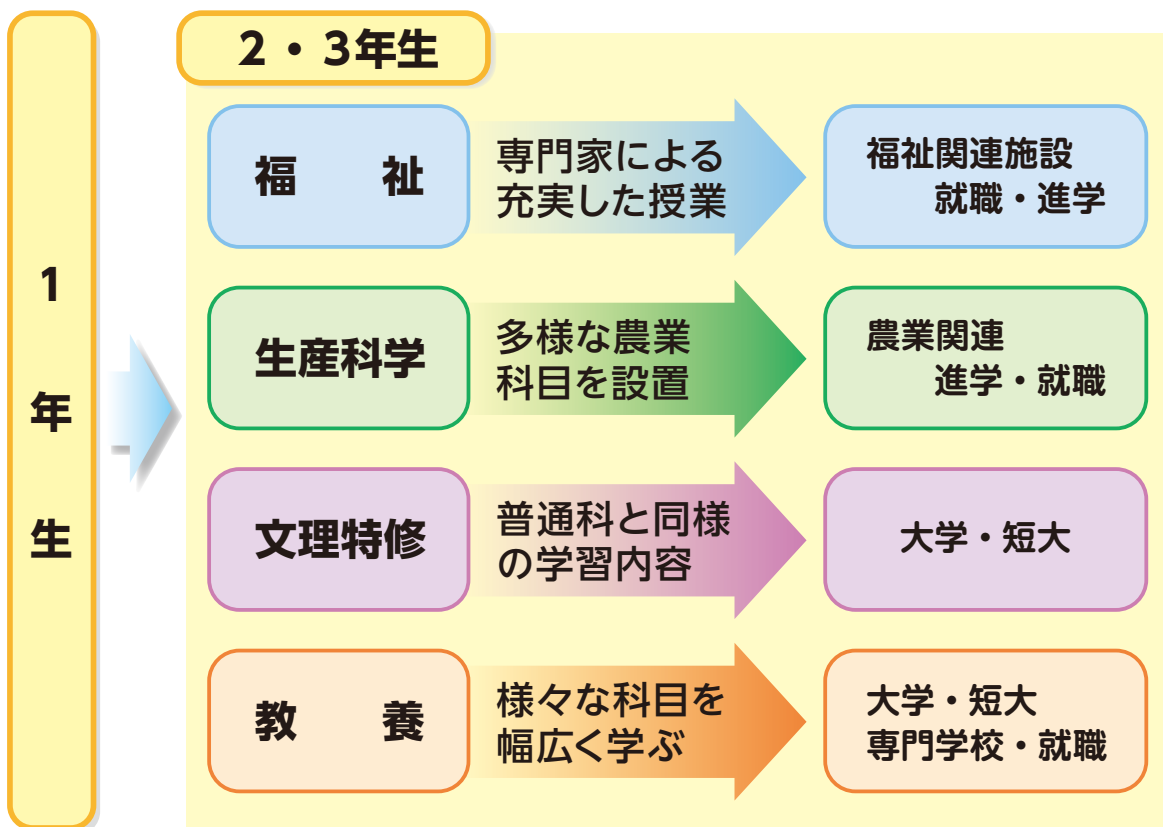 1年生
2・3年生
福　祉
専門家による
充実した授業
福祉関連施設
就職・進学
生産科学
多様な農業
科目を設置
農業関連
進学・就職
文理特修
普通科と同様
の学習内容
大学・短大
教　養
様々な科目を
幅広く学ぶ
大学・短大
専門学校・就職